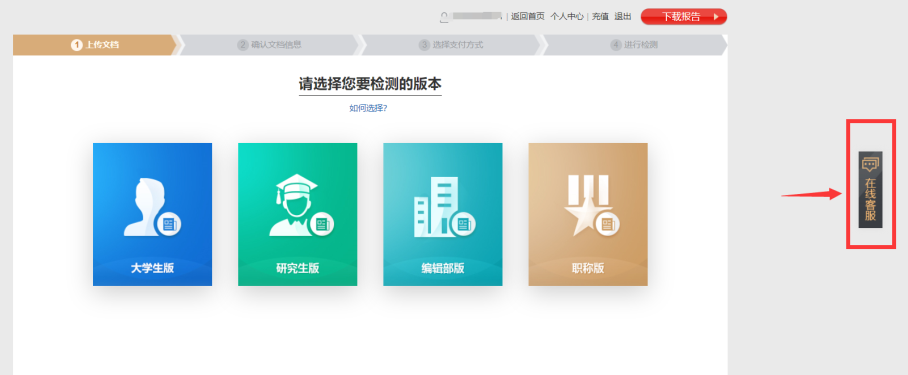 返回首页 个人中心 | 充值 退出 下载报告
1 上传文档 2 确认文档信息 3 选择支付方式 4 进行检测
请选择您要检测的版本
如何选择?
大学生版 研究生版 编辑部版 职称版
在线客服